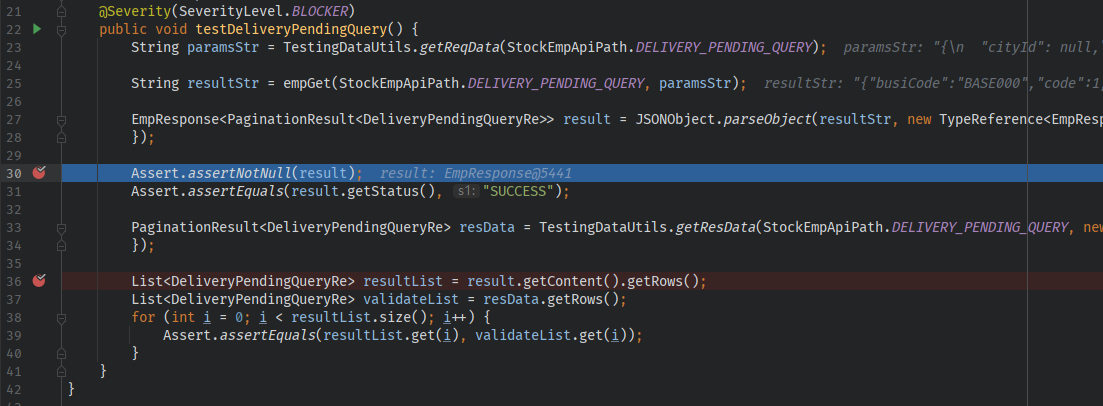 21 @Severity(SeverityLevel.BLOCKER)
22 public void testDeliveryPendingQuery() {
23 String paramsStr = TestingDataUtils.getReqData(StockEmpApiPath.DELIVERY_PENDING_QUERY); paramsStr: "{\n "cityId": null,
24
25 String resultStr = empGet(StockEmpApiPath.DELIVERY_PENDING_QUERY, paramsStr); resultStr: "{"busiCode":"BASE000","code":1,
26
27 EmpResponse<PaginationResult<DeliveryPendingQueryRe>> result = JSONObject.parseObject(resultStr, new TypeReference<EmpResp
28 });
29
30 Assert.assertNotNull(result); result: EmpResponse@5441
31 Assert.assertEquals(result.getStatus(), s1: "SUCCESS");
32
33 PaginationResult<DeliveryPendingQueryRe> resData = TestingDataUtils.getResData(StockEmpApiPath.DELIVERY_PENDING_QUERY, new
34 });
35
36 List<DeliveryPendingQueryRe> resultList = result.getContent().getRows();
37 List<DeliveryPendingQueryRe> validateList = resData.getRows();
38 for (int i = 0; i < resultList.size(); i++) {
39 Assert.assertEquals(resultList.get(i), validateList.get(i));
40 }
41 }
42 }